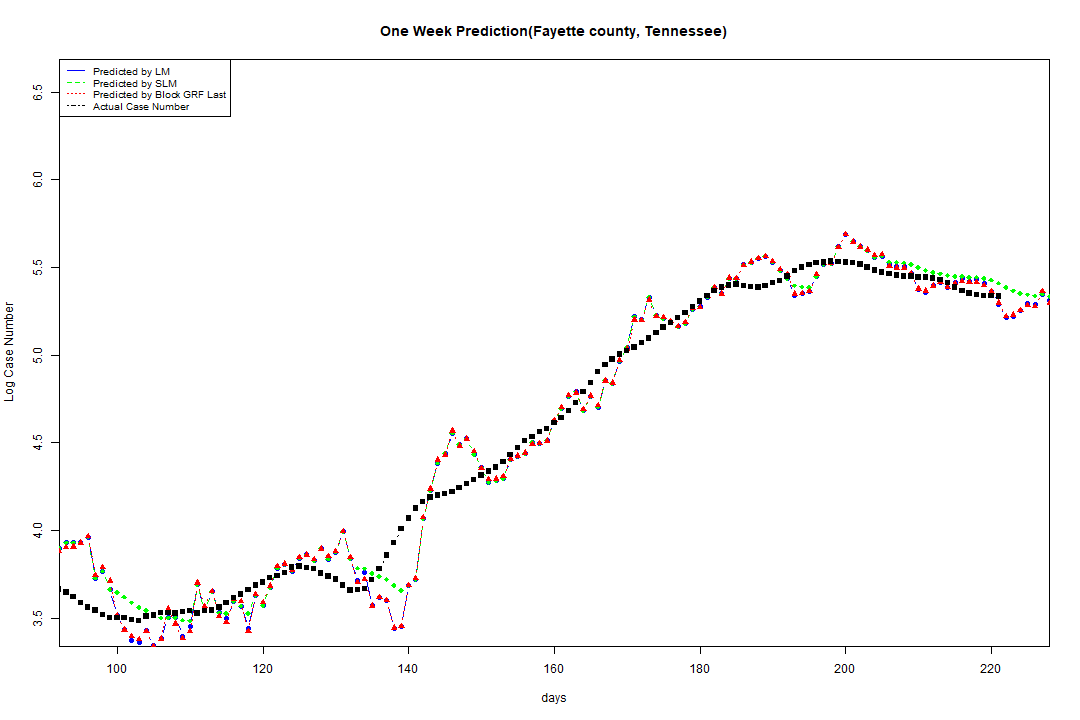 One Week Prediction(Fayette county, Tennessee)
Predicted by LM
Predicted by SLM
Predicted by Block GRF Last
Actual Case Number
6.5
6.0
5.5
5.0
4.5
4.0
3.5
Log Case Number
100 120 140 160 180 200 220
days